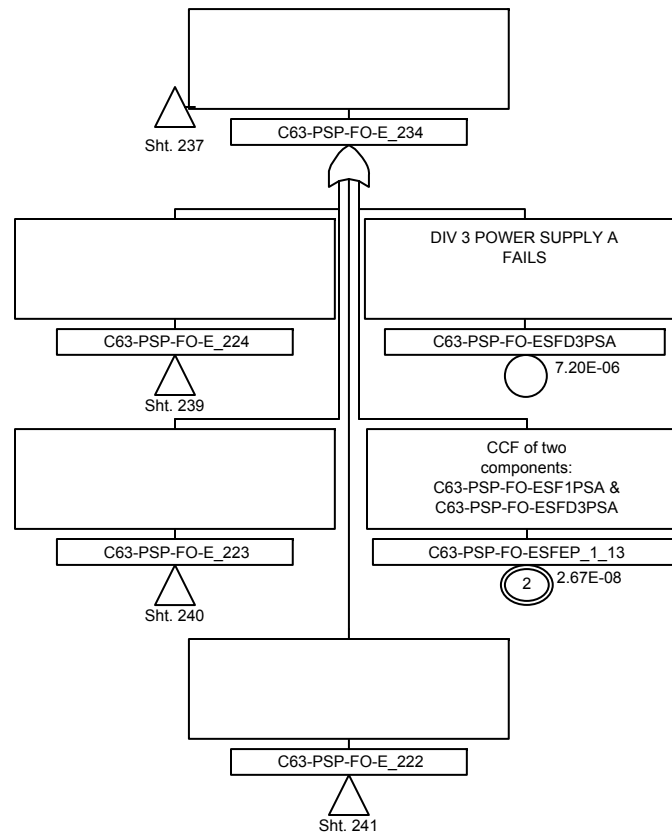 Sht. 237
C63-PSP-FO-E_234
DIV 3 POWER SUPPLY A
FAILS
C63-PSP-FO-E_224
Sht. 239
C63-PSP-FO-ESFD3PSA
7.20E-06
CCF of two
components:
C63-PSP-FO-ESF1PSA &
C63-PSP-FO-ESFD3PSA
C63-PSP-FO-E_223
Sht. 240
C63-PSP-FO-ESFEP_1_13
2
2.67E-08
C63-PSP-FO-E_222
Sht. 241